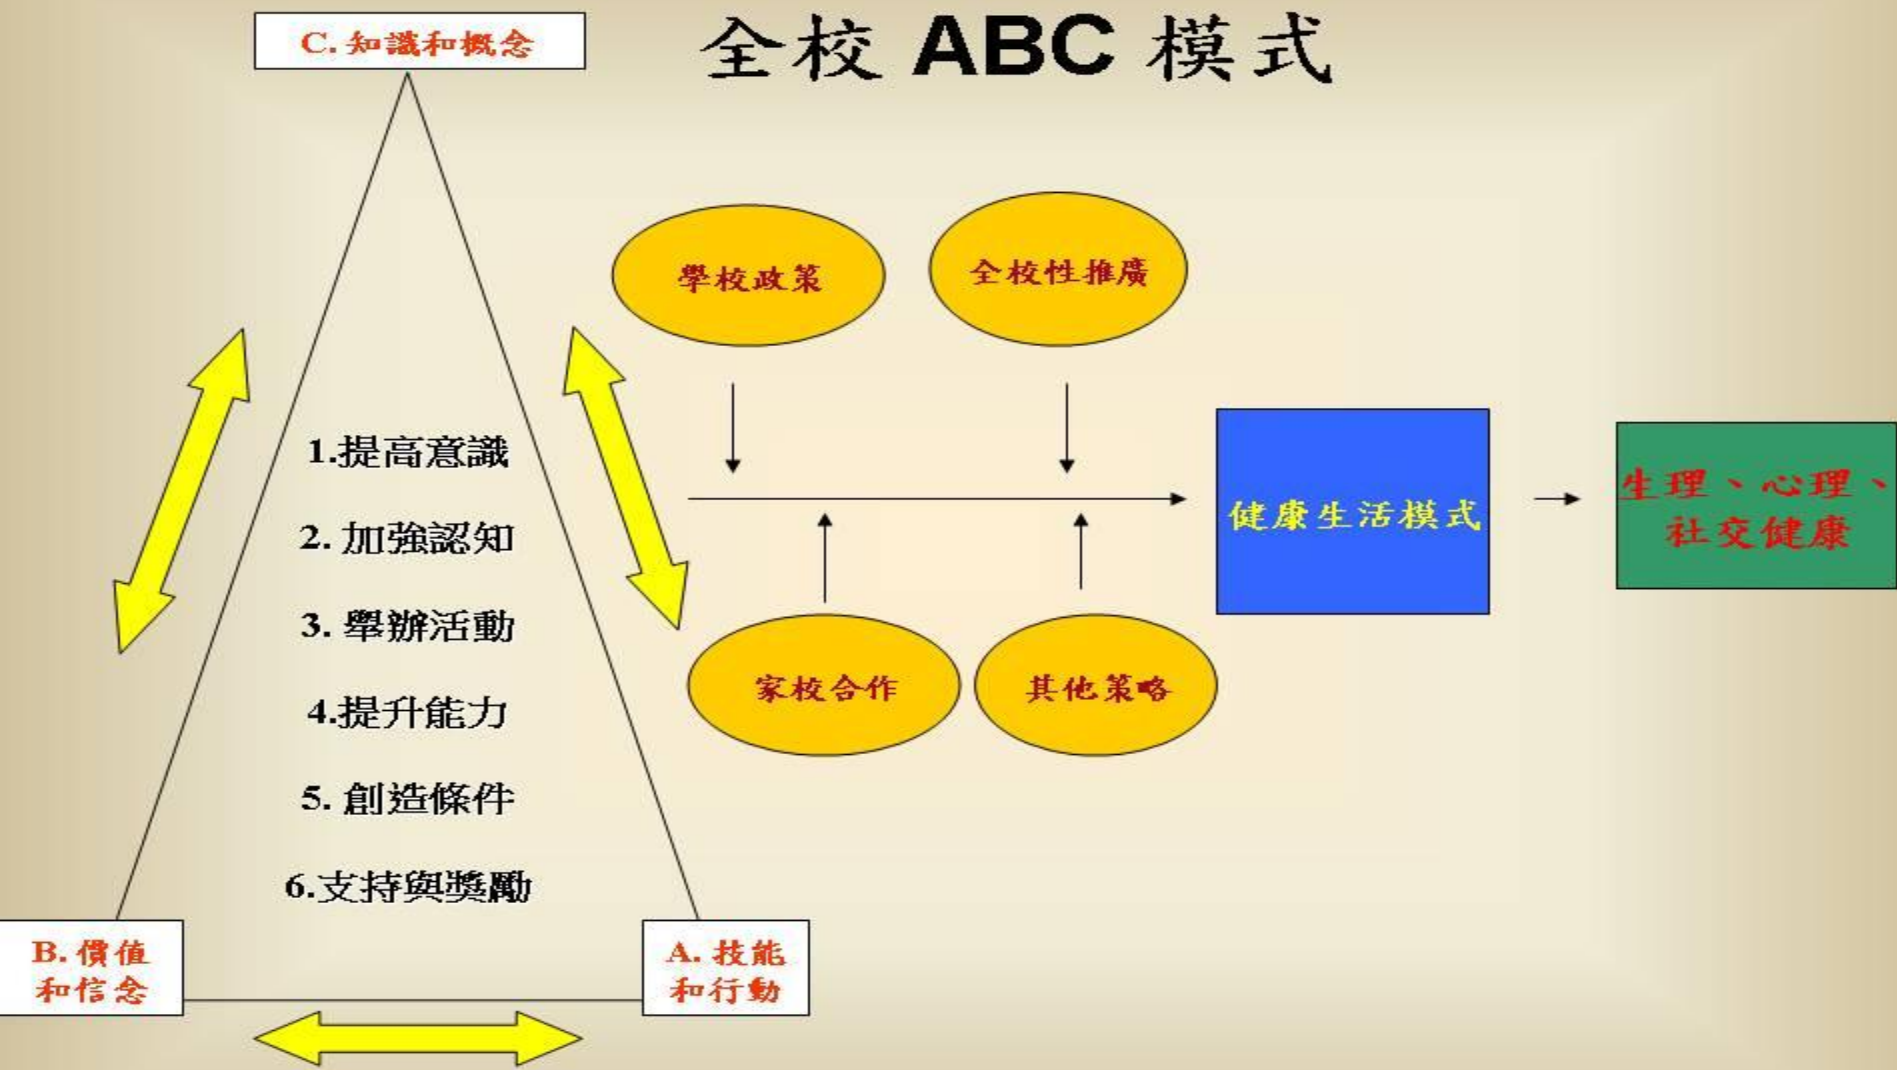 全校 ABC 模式
C. 知識和概念
學校政策
全校性推廣
1.提高意識
2. 加強認知
3. 舉辦活動
4.提升能力
5. 創造條件
6.支持與獎勵
健康生活模式
生理、心理、
社交健康
家校合作
其他策略
B. 價值
和信念
A. 技能
和行動